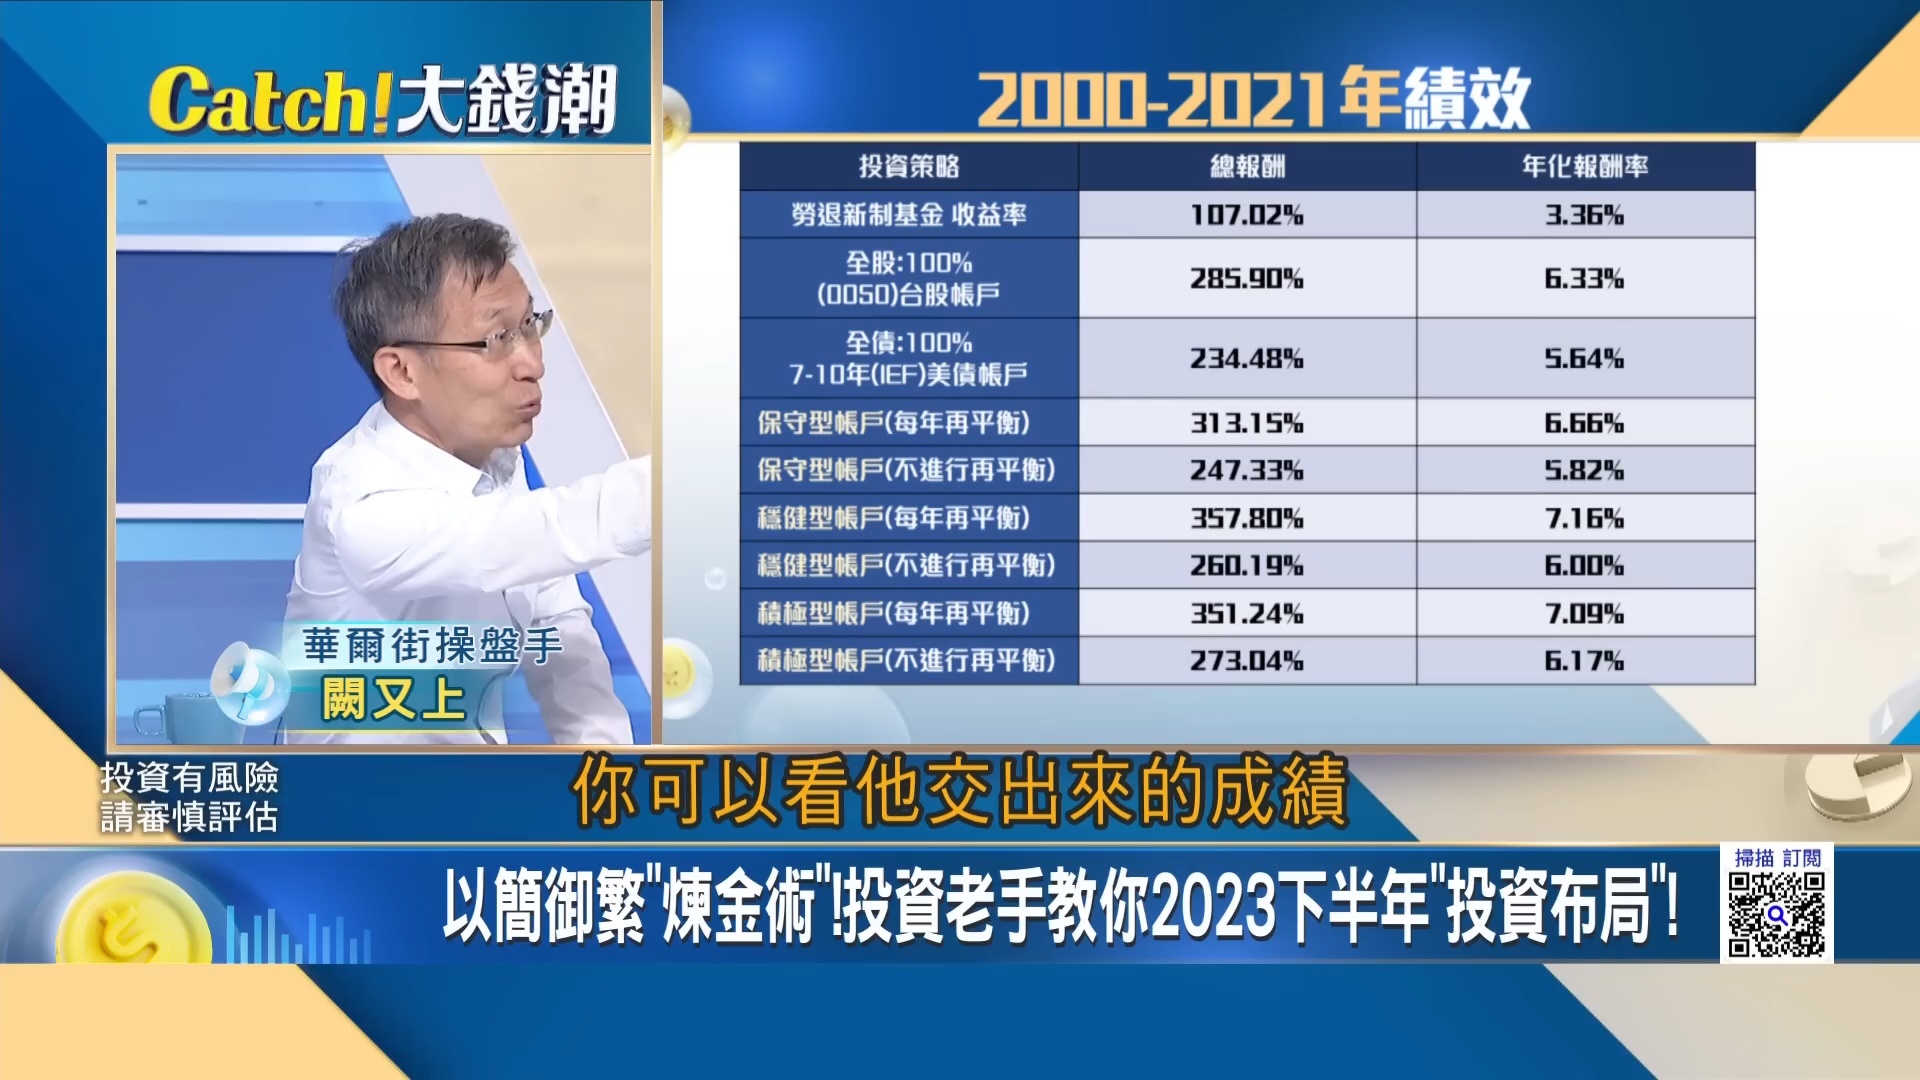 Catch!大錢潮
2000-2021年績效
投資策略 總報酬 年化報酬率
勞退新制基金 收益率 107.02% 3.36%
全股:100%
(0050)台股帳戶 285.90% 6.33%
全債:100%
7-10年(IEF)美債帳戶 234.48% 5.64%
保守型帳戶(每年再平衡) 313.15% 6.66%
保守型帳戶(不進行再平衡) 247.33% 5.82%
穩健型帳戶(每年再平衡) 357.80% 7.16%
穩健型帳戶(不進行再平衡) 260.19% 6.00%
積極型帳戶(每年再平衡) 351.24% 7.09%
積極型帳戶(不進行再平衡) 273.04% 6.17%
華爾街操盤手
闕又上
投資有風險
請審慎評估
你可以看他交出來的成績
以簡御繁"煉金術"!投資老手教你2023下半年"投資布局"!
掃描 訂閱